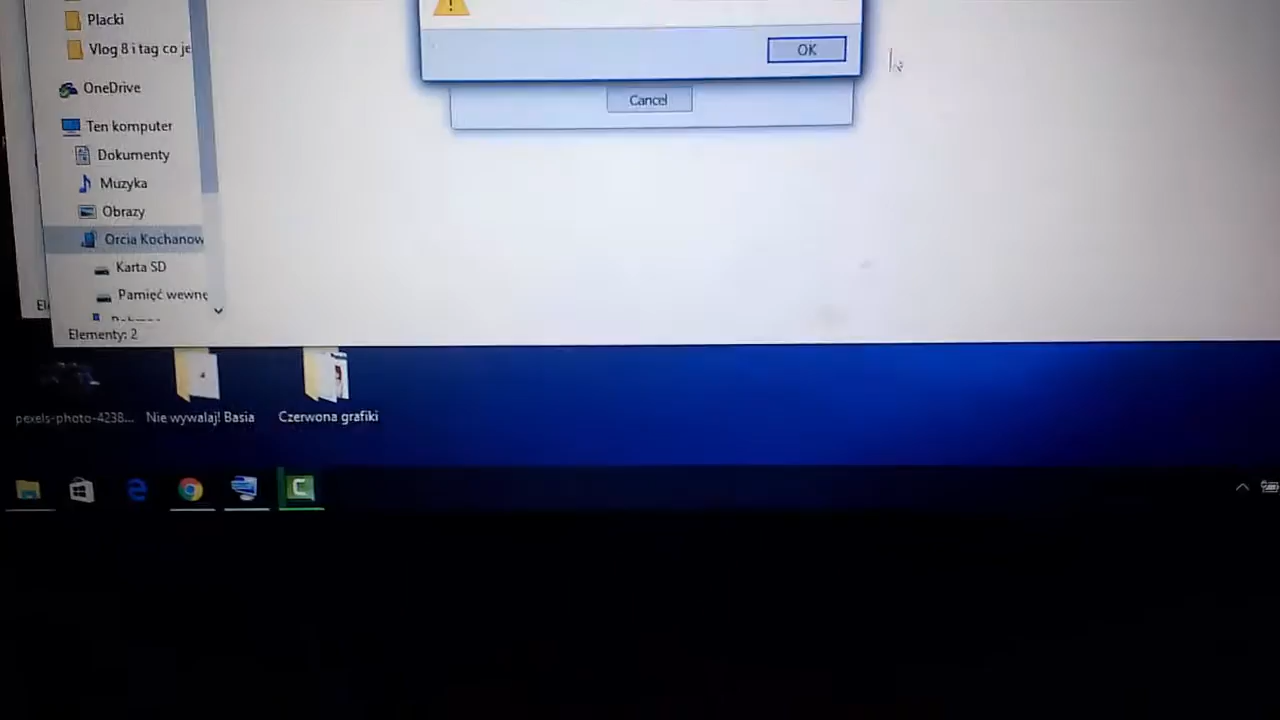 Placki
Vlog 8 i tag co je
OneDrive
Ten komputer
Dokumenty
Muzyka
Obrazy
Orcia Kochanow
Karta SD
Pamięć wewnę
Elementy: 2
OK
Cancel
pexels-photo-4238...
Nie wywalaj! Basia
Czerwona grafiki